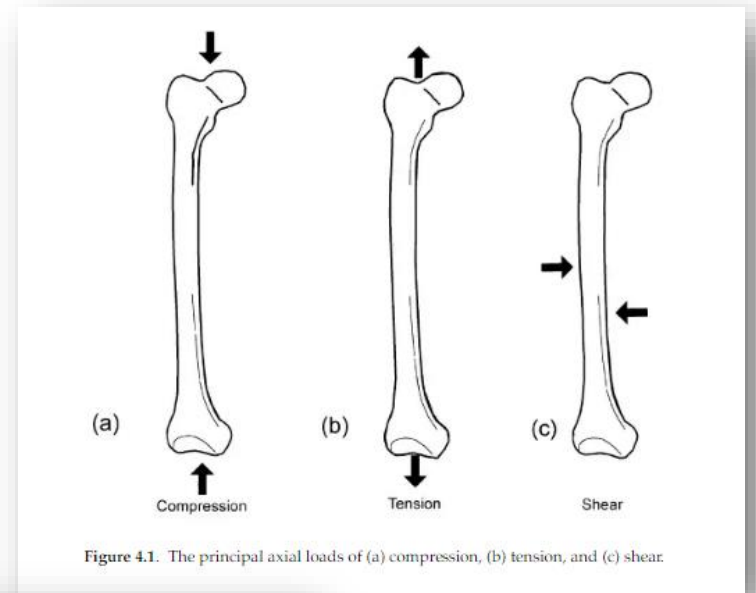 (a)
(b)
(c)
Compression
Tension
Shear
Figure 4.1. The principal axial loads of (a) compression, (b) tension, and (c) shear.